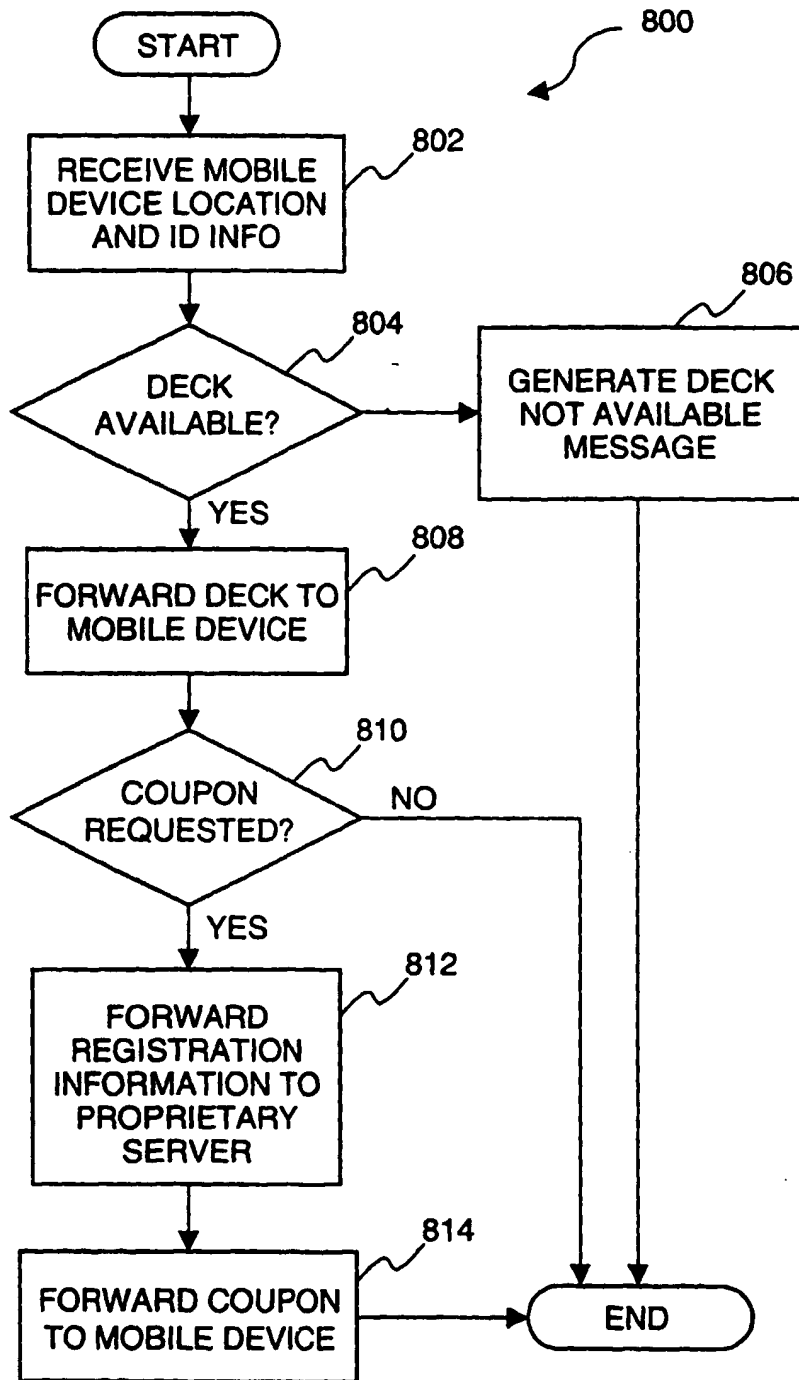 START
800
802
RECEIVE MOBILE
DEVICE LOCATION
AND ID INFO
804
DECK
AVAILABLE?
806
GENERATE DECK
NOT AVAILABLE
MESSAGE
YES
808
FORWARD DECK TO
MOBILE DEVICE
810
COUPON
REQUESTED?
NO
YES
812
FORWARD
REGISTRATION
INFORMATION TO
PROPRIETARY
SERVER
814
FORWARD COUPON
TO MOBILE DEVICE
END